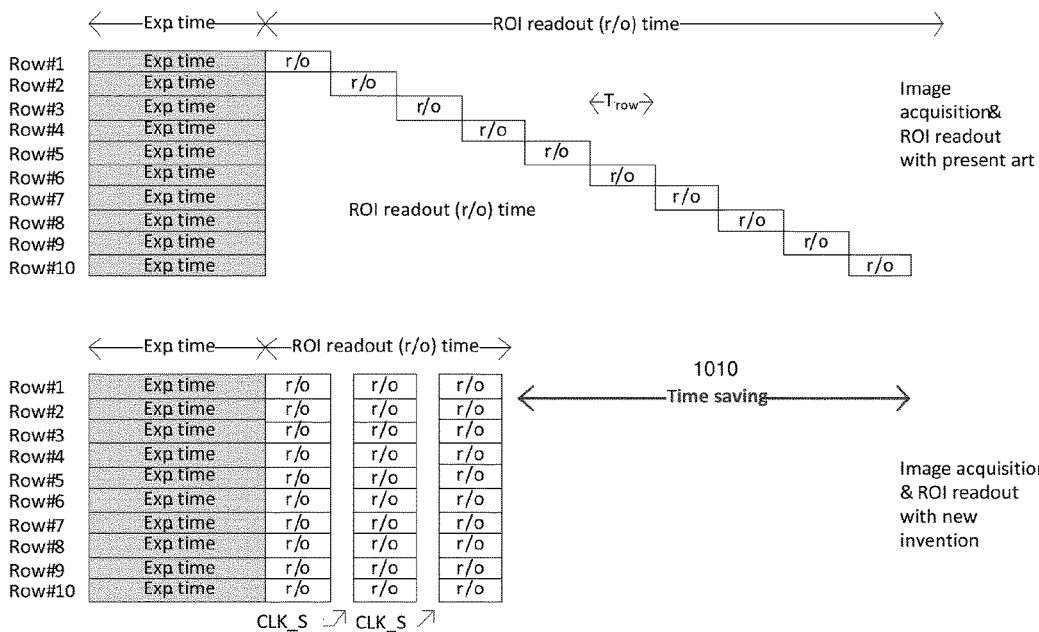 Exp time ROI readout (r/o) time
Row#1 Exp time r/o
Row#2 Exp time r/o
Row#3 Exp time r/o
Row#4 Exp time r/o
Row#5 Exp time r/o
Row#6 Exp time r/o
Row#7 Exp time r/o
Row#8 Exp time r/o
Row#9 Exp time r/o
Row#10 Exp time r/o
Trow
ROI readout (r/o) time
Image
acquisition&
ROI readout
with present art
Exp time ROI readout (r/o) time
Row#1 Exp time r/o r/o r/o
Row#2 Exp time r/o r/o r/o
Row#3 Exp time r/o r/o r/o
Row#4 Exp time r/o r/o r/o
Row#5 Exp time r/o r/o r/o
Row#6 Exp time r/o r/o r/o
Row#7 Exp time r/o r/o r/o
Row#8 Exp time r/o r/o r/o
Row#9 Exp time r/o r/o r/o
Row#10 Exp time r/o r/o r/o
CLK_S CLK_S
1010
Time saving
Image acquisition
& ROI readout
with new
invention